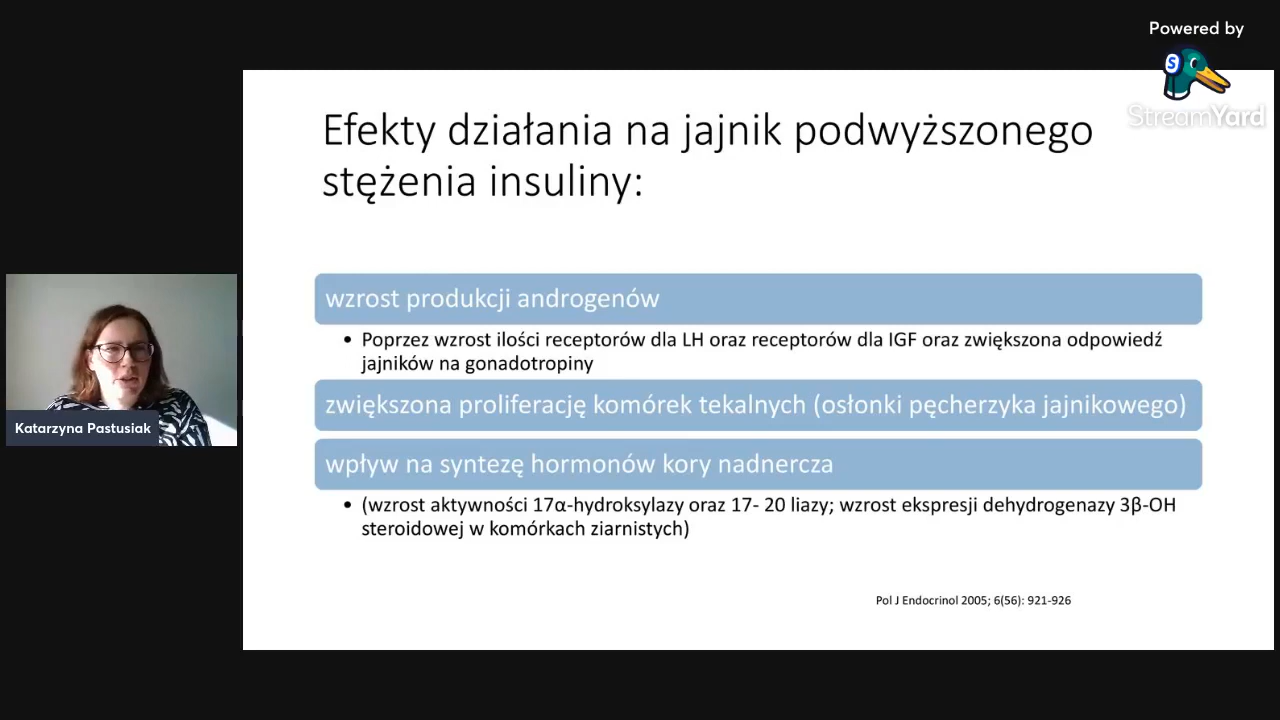 Powered by
StreamYard
Efekty działania na jajnik podwyższonego
stężenia insuliny:
wzrost produkcji androgenów
• Poprzez wzrost ilości receptorów dla LH oraz receptorów dla IGF oraz zwiększona odpowiedź
jajników na gonadotropiny
zwiększona proliferację komórek tekalnych (osłonki pęcherzyka jajnikowego)
wpływ na syntezę hormonów kory nadnercza
• (wzrost aktywności 17α-hydroksylazy oraz 17- 20 liazy; wzrost ekspresji dehydrogenazy 3β-OH
steroidowej w komórkach ziarnistych)
Pol J Endocrinol 2005; 6(56): 921-926
Katarzyna Pastusiak